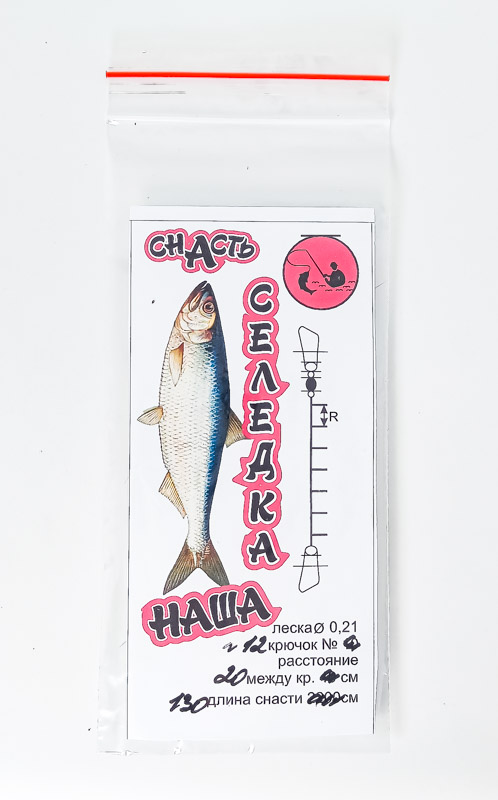 СНАСТЬ
СЕЛЕДКА
R
НАША
леска Ø 0,21
12 крючок №
расстояние
20 между кр. см
130 длина снасти см